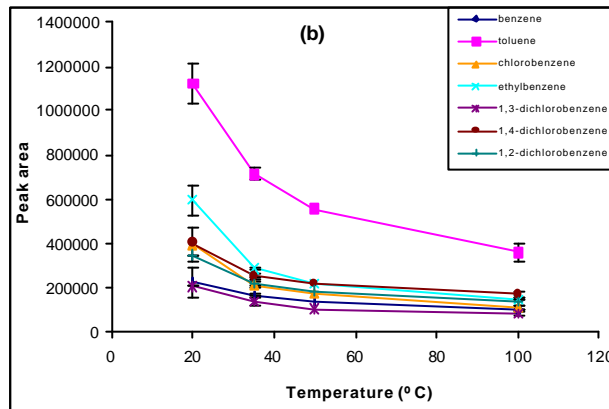 (b)
benzene
toluene
chlorobenzene
ethylbenzene
1,3-dichlorobenzene
1,4-dichlorobenzene
1,2-dichlorobenzene
Peak area
1400000
1200000
1000000
800000
600000
400000
200000
0
0 20 40 60 80 100 120
Temperature (º C)